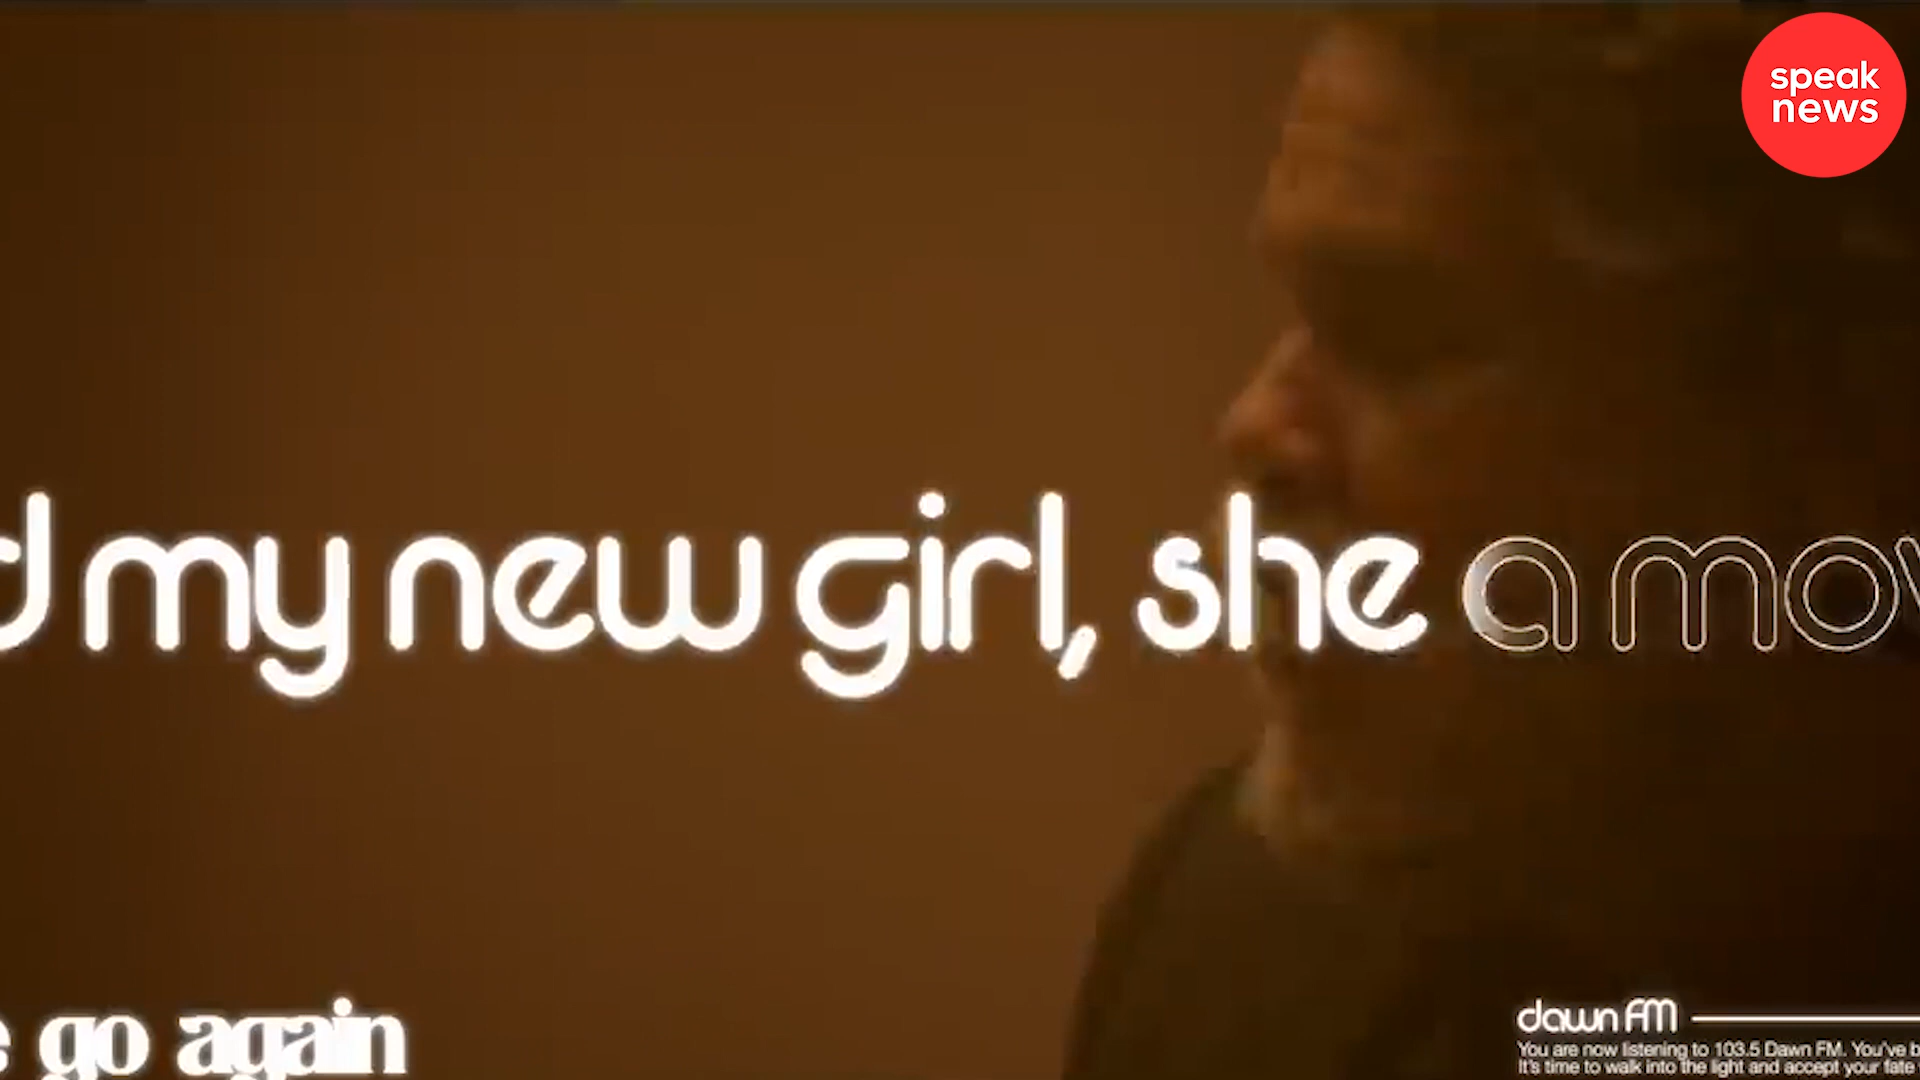 speak
news
d my new girl, she a mov
e go again
dawn FM
You are now listening to 103.5 Dawn FM. You've b
It's time to walk into the light and accept your fate